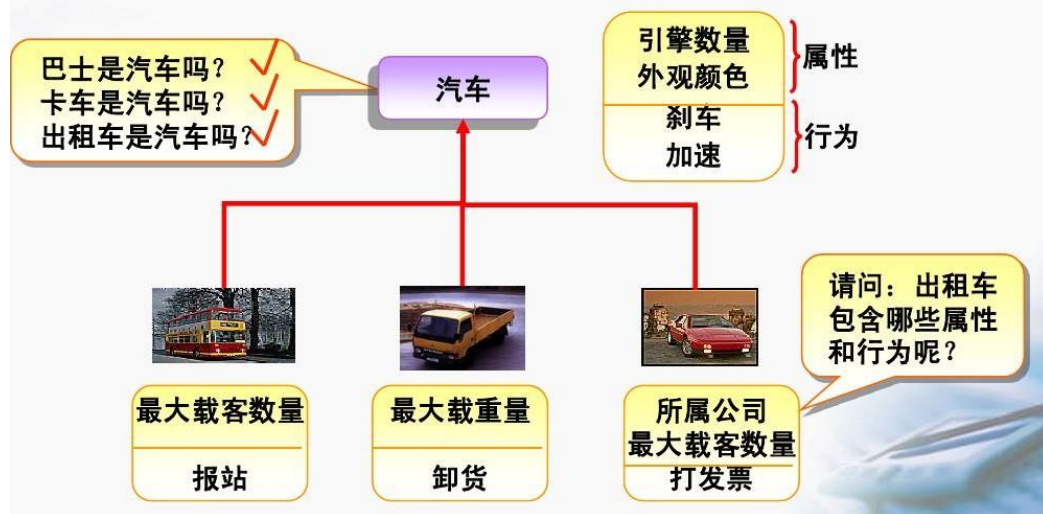 巴士是汽车吗?
卡车是汽车吗?
出租车是汽车吗?
汽车
引擎数量
外观颜色
属性
刹车
加速
行为
请问：出租车
包含哪些属性
和行为呢？
最大载客数量
报站
最大载重量
卸货
所属公司
最大载客数量
打发票